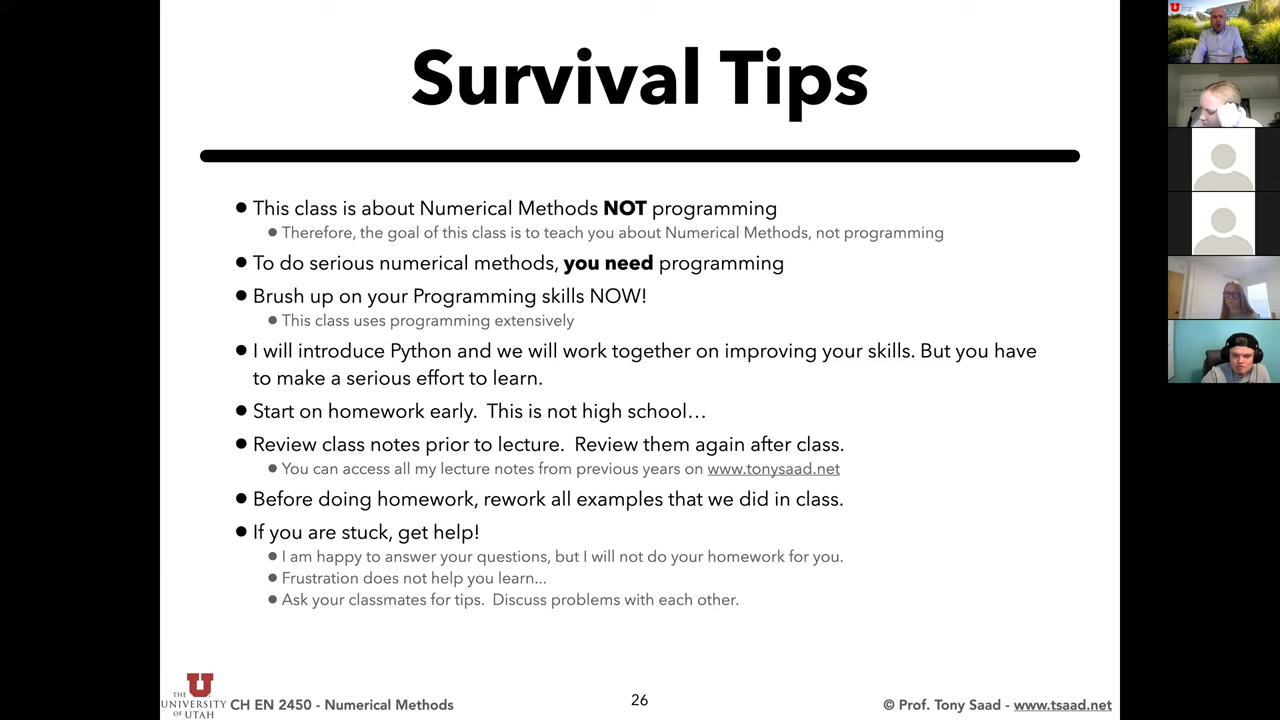 Survival Tips
● This class is about Numerical Methods NOT programming
● Therefore, the goal of this class is to teach you about Numerical Methods, not programming
● To do serious numerical methods, you need programming
● Brush up on your Programming skills NOW!
● This class uses programming extensively
● I will introduce Python and we will work together on improving your skills. But you have
to make a serious effort to learn.
● Start on homework early. This is not high school…
● Review class notes prior to lecture. Review them again after class.
● You can access all my lecture notes from previous years on www.tonysaad.net
● Before doing homework, rework all examples that we did in class.
● If you are stuck, get help!
● I am happy to answer your questions, but I will not do your homework for you.
● Frustration does not help you learn...
● Ask your classmates for tips. Discuss problems with each other.
THE
UNIVERSITY
OF UTAH
CH EN 2450 - Numerical Methods
26
© Prof. Tony Saad - www.tsaad.net